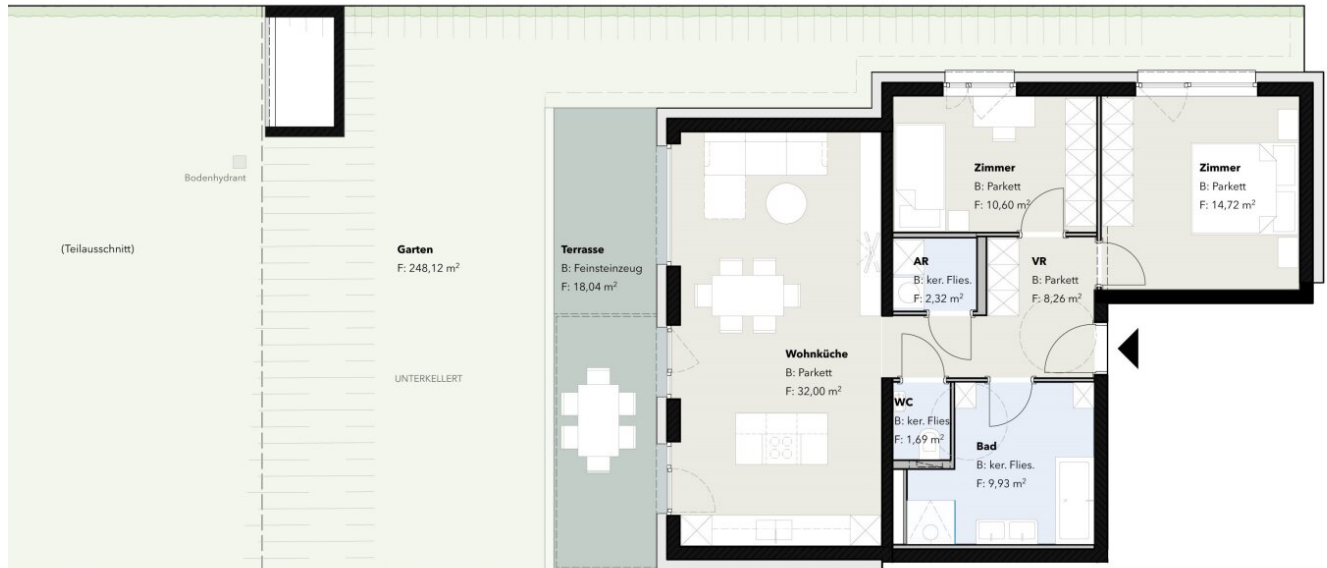 Bodenhydrant
(Teilausschnitt)
Garten
F: 248,12 m²
UNTERKELLERT
Terrasse
B: Feinsteinzeug
F: 18,04 m²
Wohnküche
B: Parkett
F: 32,00 m²
Zimmer
B: Parkett
F: 10,60 m²
Zimmer
B: Parkett
F: 14,72 m²
AR
B: ker. Flies.
F: 2,32 m²
VR
B: Parkett
F: 8,26 m²
WC
B: ker. Flies.
F: 1,69 m²
Bad
B: ker. Flies.
F: 9,93 m²